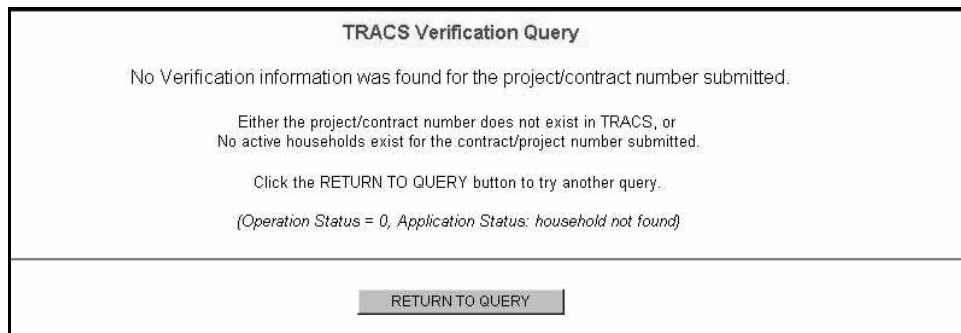 TRACS Verification Query
No Verification information was found for the project/contract number submitted.
Either the project/contract number does not exist in TRACS, or
No active households exist for the contract/project number submitted.
Click the RETURN TO QUERY button to try another query.
(Operation Status = 0, Application Status: household not found)
RETURN TO QUERY